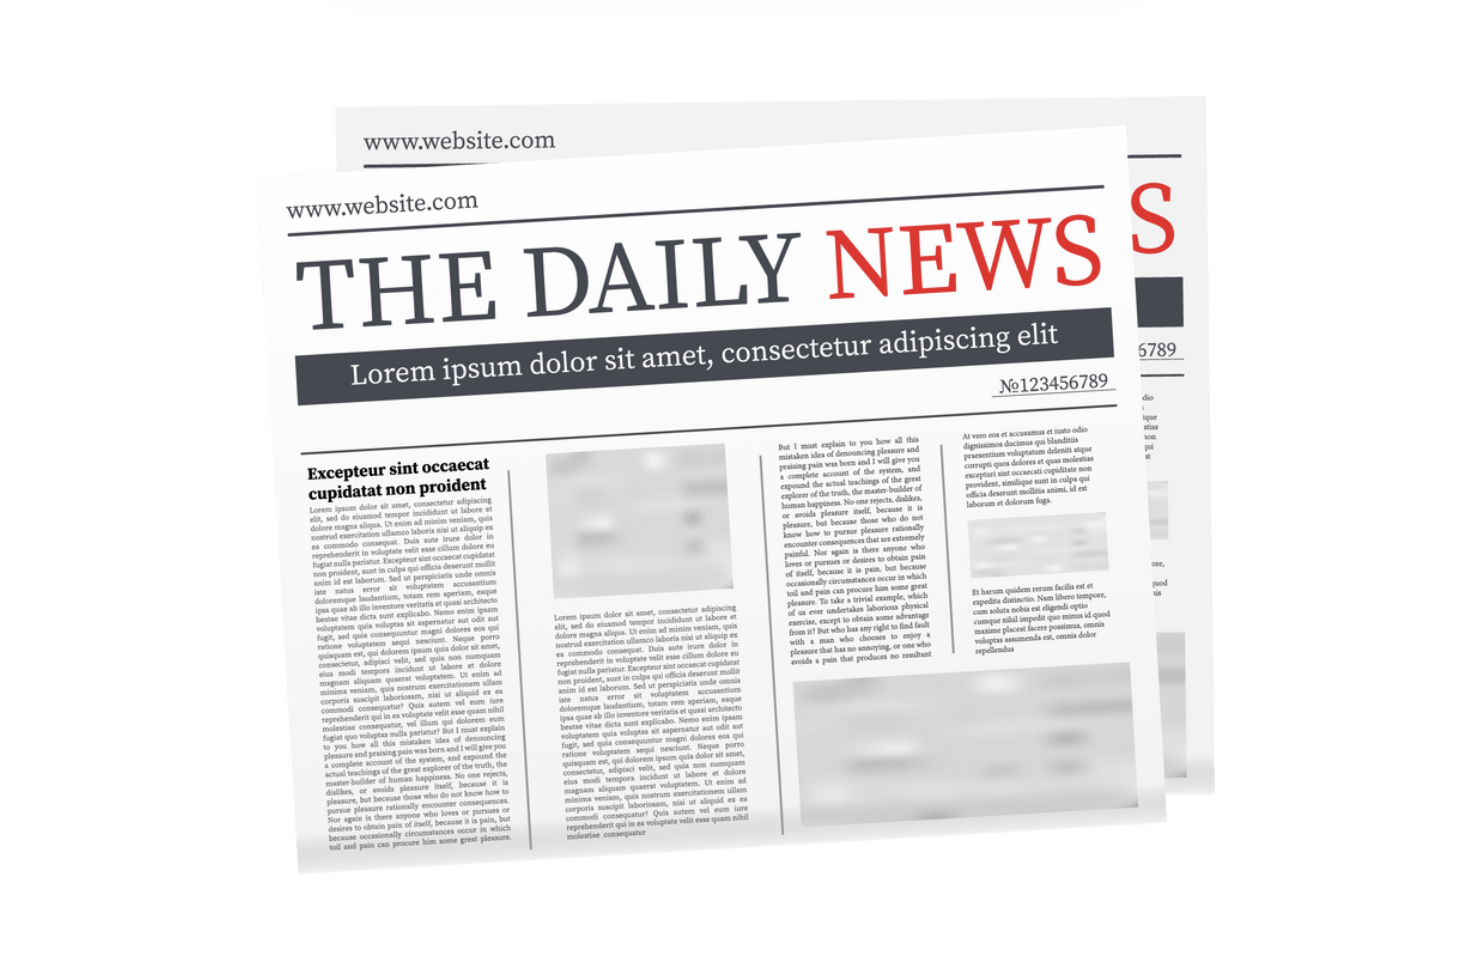 www.website.com
www.website.com
THE DAILY NEWS
S
Lorem ipsum dolor sit amet, consectetur adipiscing elit
№123456789
6789
Excepteur sint occaecat
cupidatat non proident
Lorem ipsum dolor sit amet, consectetur adipiscing
elit, sed do eiusmod tempor incididunt ut labore et
dolore magna aliqua. Ut enim ad minim veniam, quis
nostrud exercitation ullamco laboris nisi ut aliquip ex
ea commodo consequat. Duis aute irure dolor in
reprehenderit in voluptate velit esse cillum dolore eu
fugiat nulla pariatur. Excepteur sint occaecat cupidatat
non proident, sunt in culpa qui officia deserunt mollit
anim id est laborum. Sed ut perspiciatis unde omnis
iste natus error sit voluptatem accusantium
doloremque laudantium, totam rem aperiam, eaque
ipsa quae ab illo inventore veritatis et quasi architecto
beatae vitae dicta sunt explicabo. Nemo enim ipsam
voluptatem quia voluptas sit aspernatur aut odit aut
fugit, sed quia consequuntur magni dolores eos qui
ratione voluptatem sequi nesciunt. Neque porro
quisquam est, qui dolorem ipsum quia dolor sit amet,
consectetur, adipisci velit, sed quia non numquam
eius modi tempora incidunt ut labore et dolore
magnam aliquam quaerat voluptatem. Ut enim ad
minima veniam, quis nostrum exercitationem ullam
corporis suscipit laboriosam, nisi ut aliquid ex ea
commodi consequatur? Quis autem vel eum iure
reprehenderit qui in ea voluptate velit esse quam nihil
molestiae consequatur, vel illum qui dolorem eum
fugiat quo voluptas nulla pariatur? But I must explain
to you how all this mistaken idea of denouncing
pleasure and praising pain was born and I will give you
a complete account of the system, and expound the
actual teachings of the great explorer of the truth, the
master-builder of human happiness. No one rejects,
dislikes, or avoids pleasure itself, because it is
pleasure, but because those who do not know how to
pursue pleasure rationally encounter consequences.
Nor again is there anyone who loves or pursues or
desires to obtain pain of itself, because it is pain, but
because occasionally circumstances occur in which
toil and pain can procure him some great pleasure.
Lorem ipsum dolor sit amet, consectetur adipiscing
elit, sed do eiusmod tempor incididunt ut labore et
dolore magna aliqua. Ut enim ad minim veniam, quis
nostrud exercitation ullamco laboris nisi ut aliquip ex
ea commodo consequat. Duis aute irure dolor in
reprehenderit in voluptate velit esse cillum dolore eu
fugiat nulla pariatur. Excepteur sint occaecat cupidatat
non proident, sunt in culpa qui officia deserunt mollit
anim id est laborum. Sed ut perspiciatis unde omnis
iste natus error sit voluptatem accusantium
doloremque laudantium, totam rem aperiam, eaque
ipsa quae ab illo inventore veritatis et quasi architecto
beatae vitae dicta sunt explicabo. Nemo enim ipsam
voluptatem quia voluptas sit aspernatur aut odit aut
fugit, sed quia consequuntur magni dolores eos qui
ratione voluptatem sequi nesciunt. Neque porro
quisquam est, qui dolorem ipsum quia dolor sit amet,
consectetur, adipisci velit, sed quia non numquam
eius modi tempora incidunt ut labore et dolore
magnam aliquam quaerat voluptatem. Ut enim ad
minima veniam, quis nostrum exercitationem ullam
corporis suscipit laboriosam, nisi ut aliquid ex ea
commodi consequatur? Quis autem vel eum iure
reprehenderit qui in ea voluptate velit esse quam nihil
molestiae consequatur
But I must explain to you how all this
mistaken idea of denouncing pleasure and
praising pain was born and I will give you
a complete account of the system, and
expound the actual teachings of the great
explorer of the truth, the master-builder of
human happiness. No one rejects, dislikes,
or avoids pleasure itself, because it is
pleasure, but because those who do not
know how to pursue pleasure rationally
encounter consequences that are extremely
painful. Nor again is there anyone who
loves or pursues or desires to obtain pain
of itself, because it is pain, but because
occasionally circumstances occur in which
toil and pain can procure him some great
pleasure. To take a trivial example, which
of us ever undertakes laborious physical
exercise, except to obtain some advantage
from it? But who has any right to find fault
with a man who chooses to enjoy a
pleasure that has no annoying, or one who
avoids a pain that produces no resultant
At vero eos et accusamus et iusto odio
dignissimos ducimus qui blanditiis
praesentium voluptatum deleniti atque
corrupti quos dolores et quas molestias
excepturi sint occaecati cupiditate non
provident, similique sunt in culpa qui
officia deserunt mollitia animi, id est
laborum et dolorum fuga.
Et harum quidem rerum facilis est et
expedita distinctio. Nam libero tempore,
cum soluta nobis est eligendi optio
cumque nihil impedit quo minus id quod
maxime placeat facere possimus, omnis
voluptas assumenda est, omnis dolor
repellendus